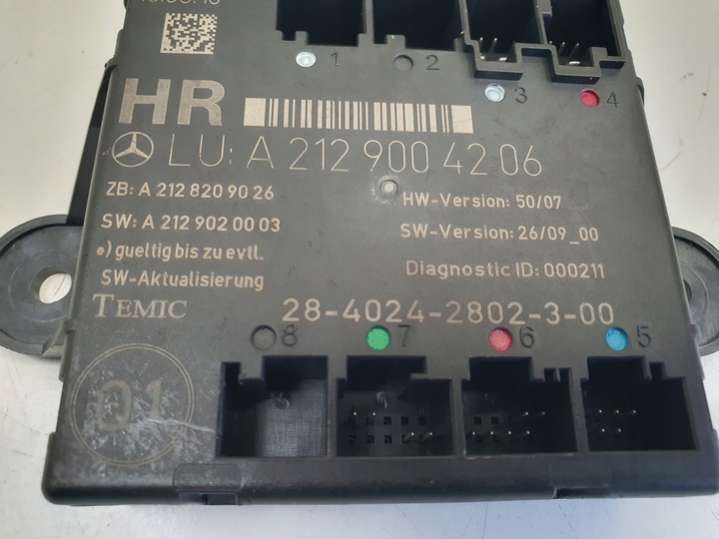 1 2 3 4
HR
LU: A 212 900 42 06
ZB: A 212 820 90 26
HW-Version: 50/07
SW: A 212 902 00 03
SW-Version: 26/09_00
*) gueltig bis zu evtl.
SW-Aktualisierung
Diagnostic ID: 000211
TEMIC
28-4024-2802-3-00
8 7 6 5
01